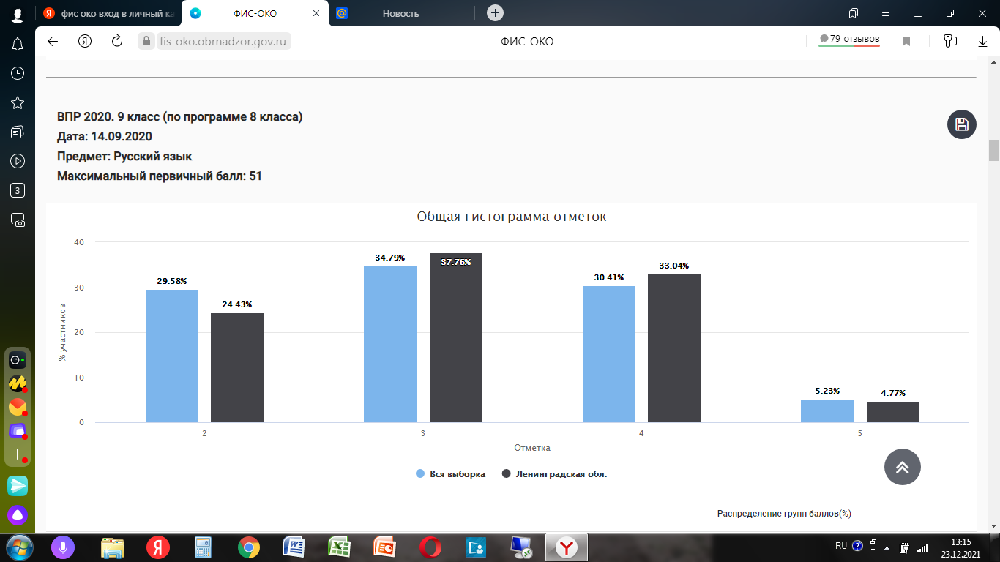 фис око вход в личный ка
ФИС-ОКО
Новость
fis-oko.obrnadzor.gov.ru
ФИС-ОКО
79 отзывов
ВПР 2020. 9 класс (по программе 8 класса)
Дата: 14.09.2020
Предмет: Русский язык
Максимальный первичный балл: 51
Общая гистограмма отметок
% участников
40
30
20
10
0
29.58%
24.43%
34.79%
37.76%
30.41%
33.04%
5.23%
4.77%
2
3
4
5
Отметка
Вся выборка
Ленинградская обл.
Распределение групп баллов(%)
3
RU
13:15
23.12.2021